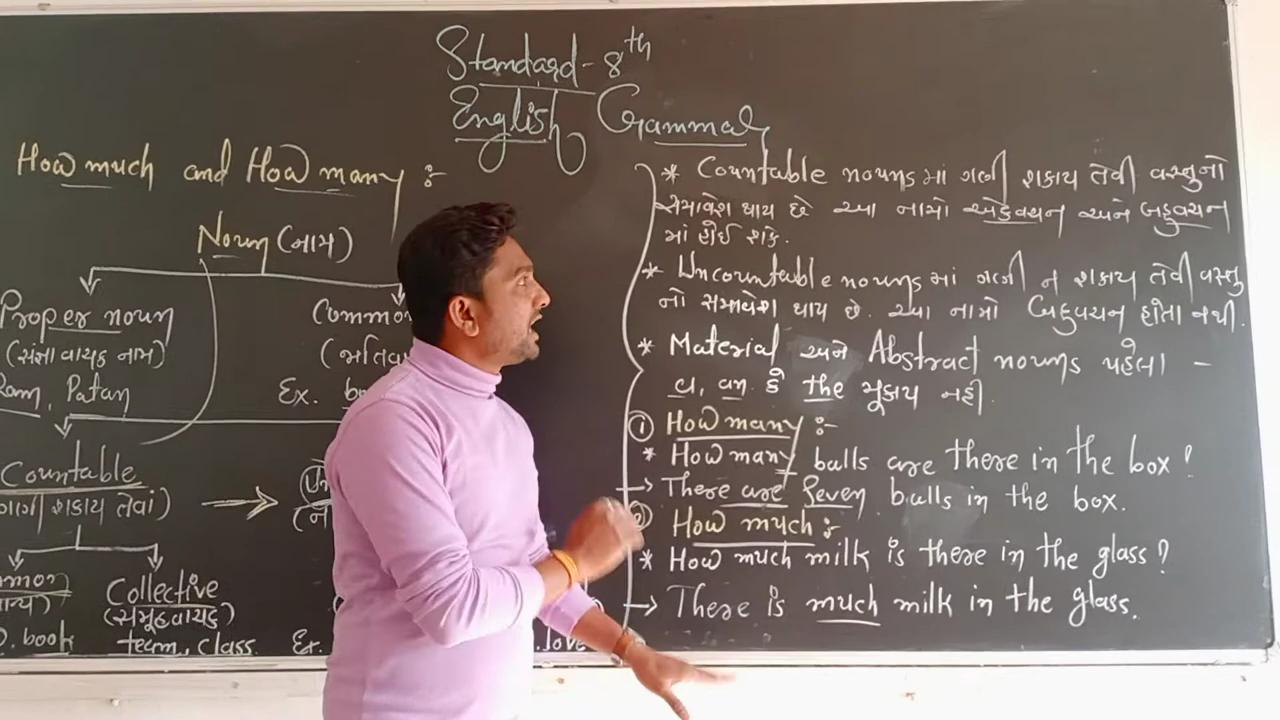 Standard - 8th
English Grammar
How much and How many :-
Noun (નામ)
Proper noun
(સંજ્ઞા વાચક નામ)
Ram, Patan
Ex.
Countable
શકાય તેવાં)
Collective
(સમૂહવાચક)
book
team, class.
Ex.
love
* Countable nouns માં ગણી શકાય તેવી વસ્તુનો
સમાવેશ થાય છે આ નામો એકવચન અને બહુવચન
માં હોઈ શકે.
* Uncountable nouns માં ગણી ન શકાય તેવી વસ્તુ
નો સમાવેશ થાય છે. આ નામો બહુવચન હોતા નથી.
* Material અને Abstract nouns પહેલા -
a, an કે the મૂકાય નહી.
① How many :-
* How many balls are there in the box?
→ There are Seven balls in the box.
② How much :-
* How much milk is there in the glass?
→ There is much milk in the glass.